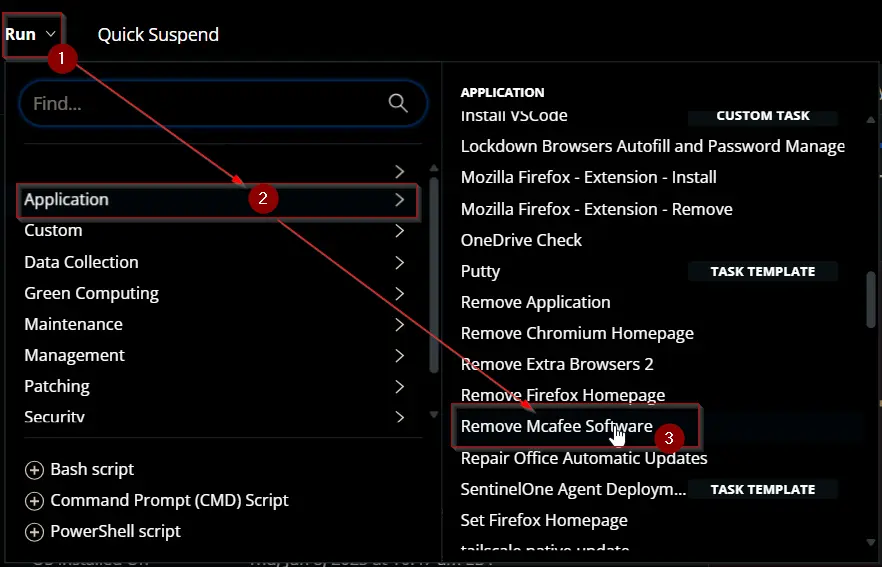 Run
Quick Suspend
1
Find...
Application
2
Custom
Data Collection
Green Computing
Maintenance
Management
Patching
Security
Bash script
Command Prompt (CMD) Script
PowerShell script
APPLICATION
Install VSCode CUSTOM TASK
Lockdown Browsers Autofill and Password Manage
Mozilla Firefox - Extension - Install
Mozilla Firefox - Extension - Remove
OneDrive Check
Putty TASK TEMPLATE
Remove Application
Remove Chromium Homepage
Remove Extra Browsers 2
Remove Firefox Homepage
Remove Mcafee Software
3
Repair Office Automatic Updates
SentinelOne Agent Deploym... TASK TEMPLATE
Set Firefox Homepage
tailscale native update